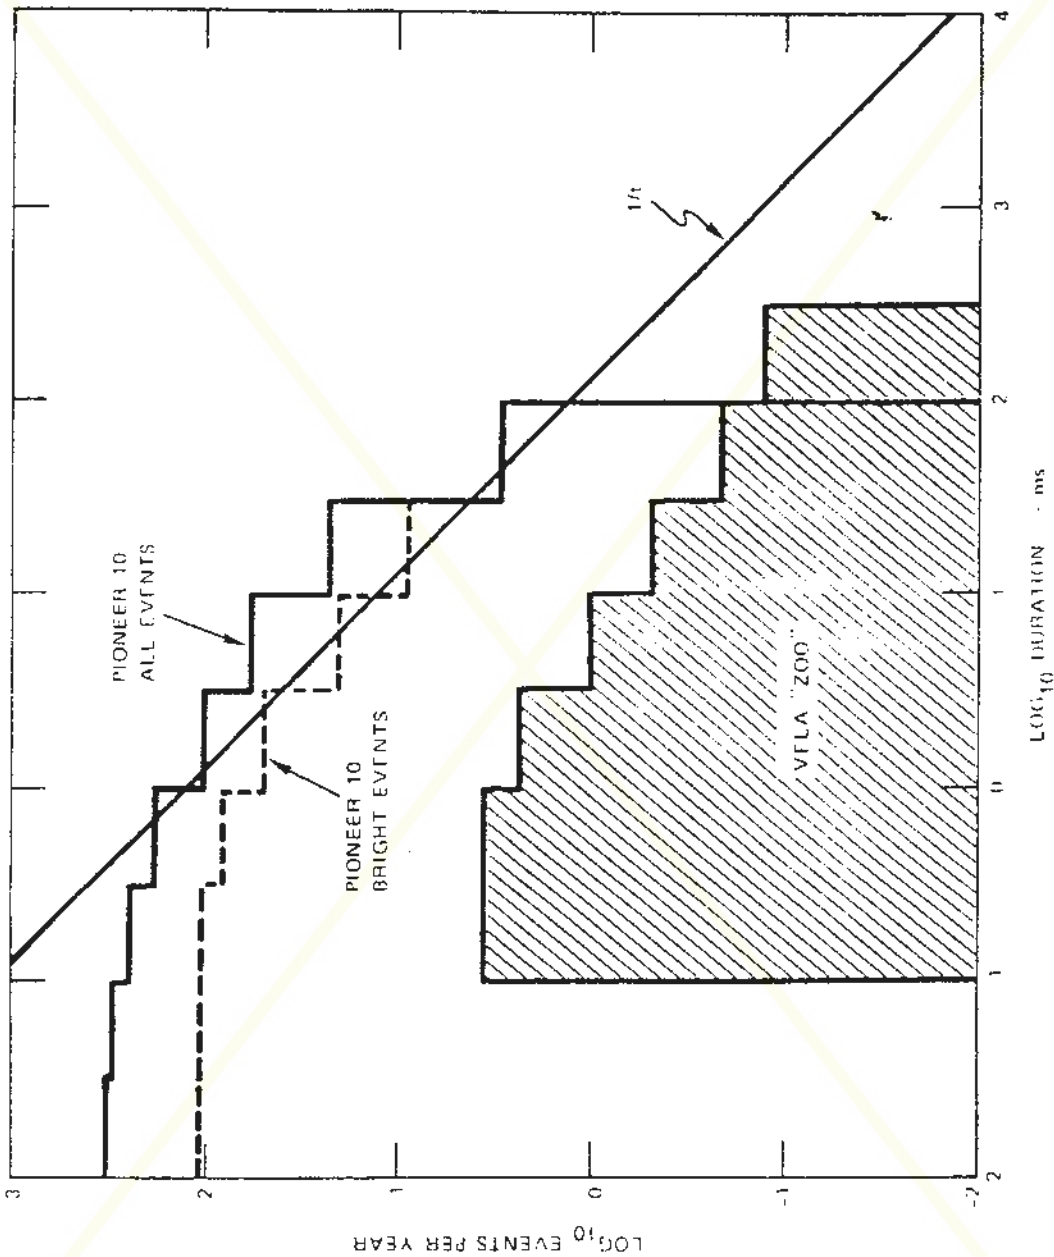 PIONEER 10
ALL EVENTS
PIONEER 10
BRIGHT EVENTS
1/t
VELA "ZOO"
3
2
1
0
-1
-2
LOG10 EVENTS PER YEAR
2
1
0
1
2
3
4
LOG10 DURATION - ms